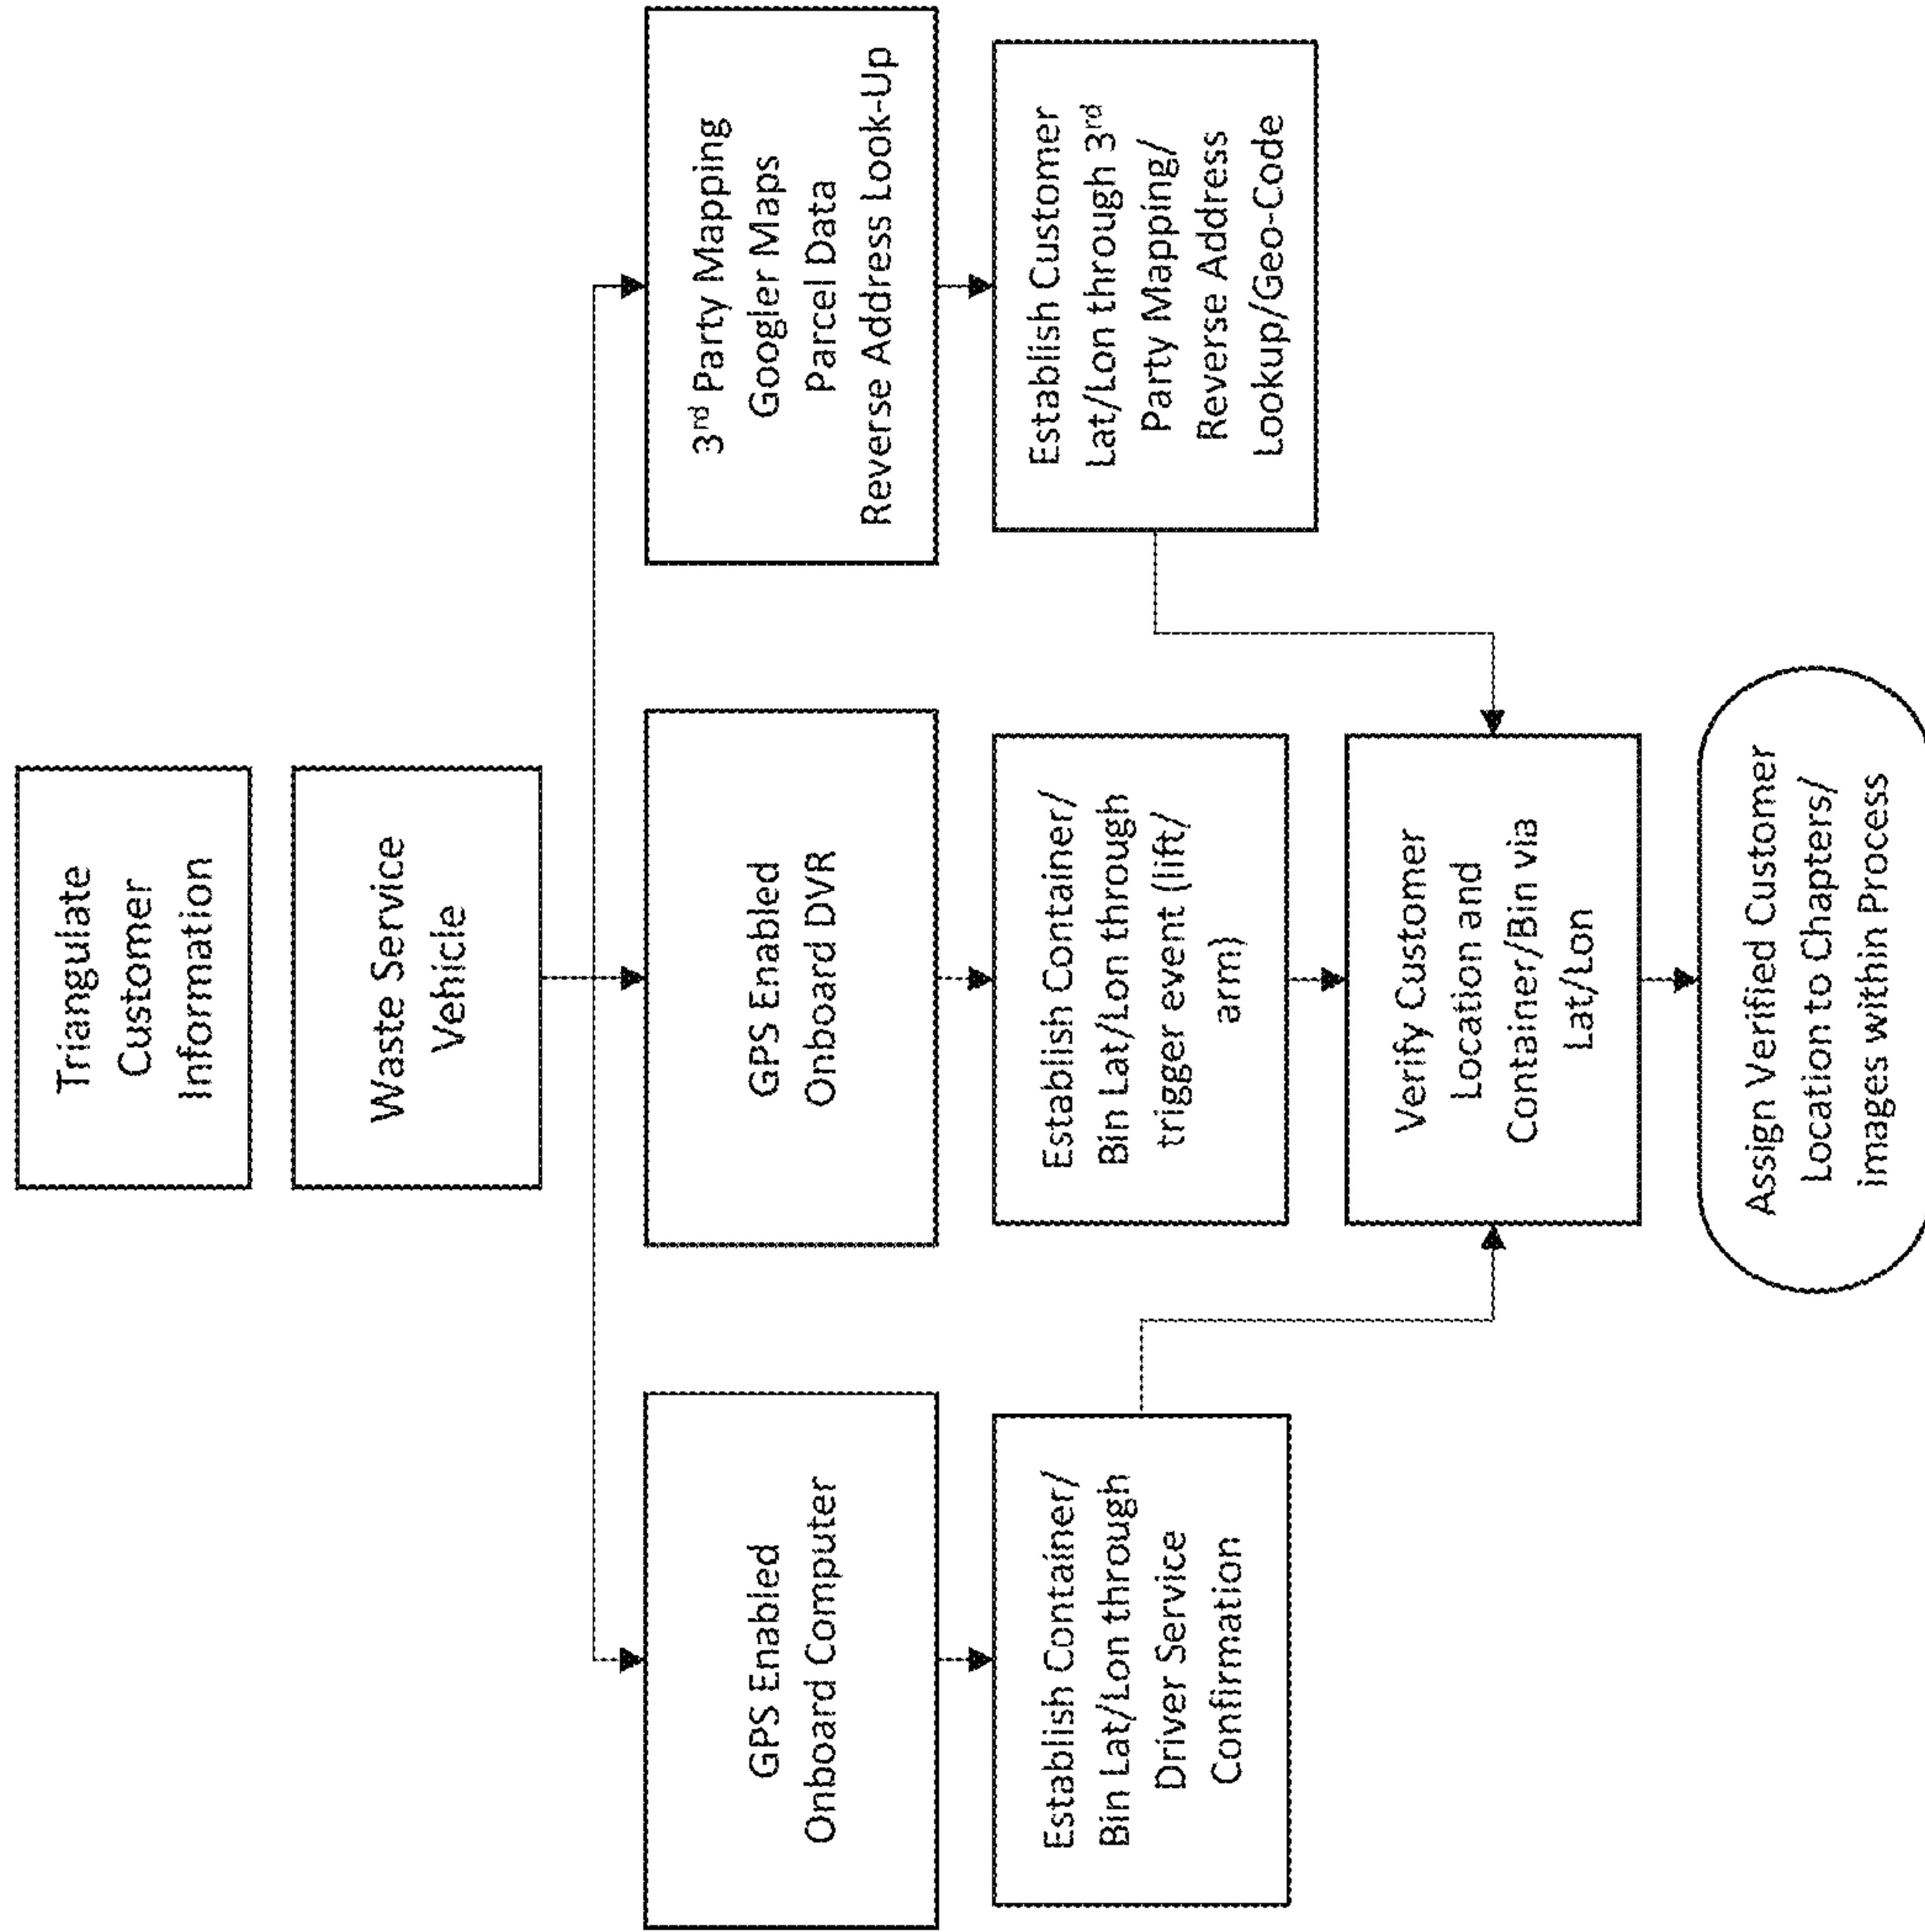 Triangulate
Customer
Information
Waste Service
Vehicle
GPS Enabled
Onboard Computer
GPS Enabled
Onboard DVR
3rd Party Mapping
Googler Maps
Parcel Data
Reverse Address Look-Up
Establish Container/
Bin Lat/Lon through
Driver Service
Confirmation
Establish Container/
Bin Lat/Lon through
trigger event (lift/
arm)
Establish Customer
Lat/Lon through 3rd
Party Mapping/
Reverse Address
Lookup/Geo-Code
Verify Customer
Location and
Container/Bin via
Lat/Lon
Assign Verified Customer
Location to Chapters/
images within Process